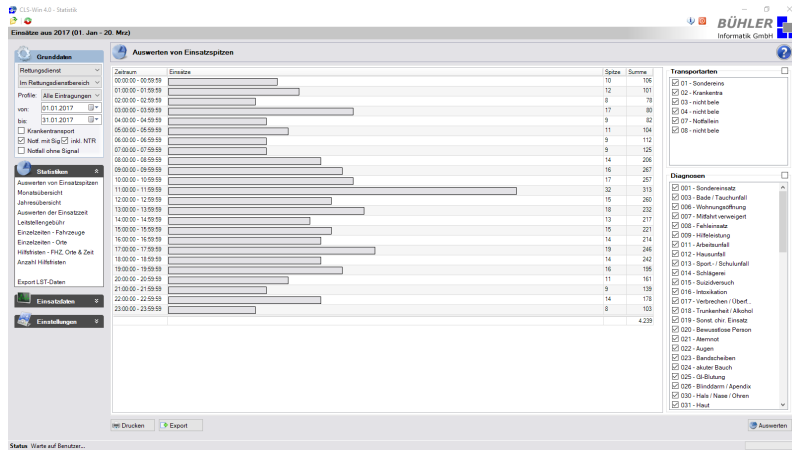 CLS-Win 4.0 - Statistik
BÜHLER
Informatik GmbH
Einsätze aus 2017 (01. Jan - 20. Mrz)
Grunddaten
Rettungsdienst
Im Rettungsdienstbereich
Profile: Alle Eintragungen
von: 01.01.2017
bis: 31.01.2017
Krankentransport
Notf. mit Sig inkl. NTR
Notfall ohne Signal
Statistiken
Auswerten von Einsatzspitzen
Monatsübersicht
Jahresübersicht
Auswerten der Einsatzzeit
Leitstellengebühr
Einzelzeiten - Fahrzeuge
Einzelzeiten - Orte
Hilfsfristen - FHZ, Orte & Zeit
Anzahl Hilfsfristen
Export LST-Daten
Einsatzdaten
Einstellungen
Auswerten von Einsatzspitzen
Zeitraum Einsätze Spitze Summe
00:00:00 - 00:59:59 10 106
01:00:00 - 01:59:59 12 101
02:00:00 - 02:59:59 8 78
03:00:00 - 03:59:59 17 80
04:00:00 - 04:59:59 9 82
05:00:00 - 05:59:59 11 104
06:00:00 - 06:59:59 9 112
07:00:00 - 07:59:59 9 125
08:00:00 - 08:59:59 14 206
09:00:00 - 09:59:59 16 267
10:00:00 - 10:59:59 17 257
11:00:00 - 11:59:59 32 313
12:00:00 - 12:59:59 15 260
13:00:00 - 13:59:59 18 232
14:00:00 - 14:59:59 13 217
15:00:00 - 15:59:59 15 221
16:00:00 - 16:59:59 14 214
17:00:00 - 17:59:59 19 246
18:00:00 - 18:59:59 14 242
19:00:00 - 19:59:59 16 195
20:00:00 - 20:59:59 11 161
21:00:00 - 21:59:59 9 139
22:00:00 - 22:59:59 14 178
23:00:00 - 23:59:59 8 103
4.239
Transportarten
01 - Sondereins
02 - Krankentra
03 - nicht bele
04 - nicht bele
07 - Notfallein
08 - nicht bele
Diagnosen
001 - Sondereinsatz
003 - Bade / Tauchunfall
006 - Wohnungsöffnung
007 - Mitfahrt verweigert
008 - Fehleinsatz
009 - Hilfeleistung
011 - Arbeitsunfall
012 - Hausunfall
013 - Sport- / Schulunfall
014 - Schlägerei
015 - Suizidversuch
016 - Intoxikation
017 - Verbrechen / Überf...
018 - Trunkenheit / Alkohol
019 - Sonst. chir. Einsatz
020 - Bewusstlose Person
021 - Atemnot
022 - Augen
023 - Bandscheiben
024 - akuter Bauch
025 - GI-Blutung
026 - Blinddarm / Apendix
030 - Hals / Nase / Ohren
031 - Haut
Drucken Export Auswerten
Status Warte auf Benutzer...